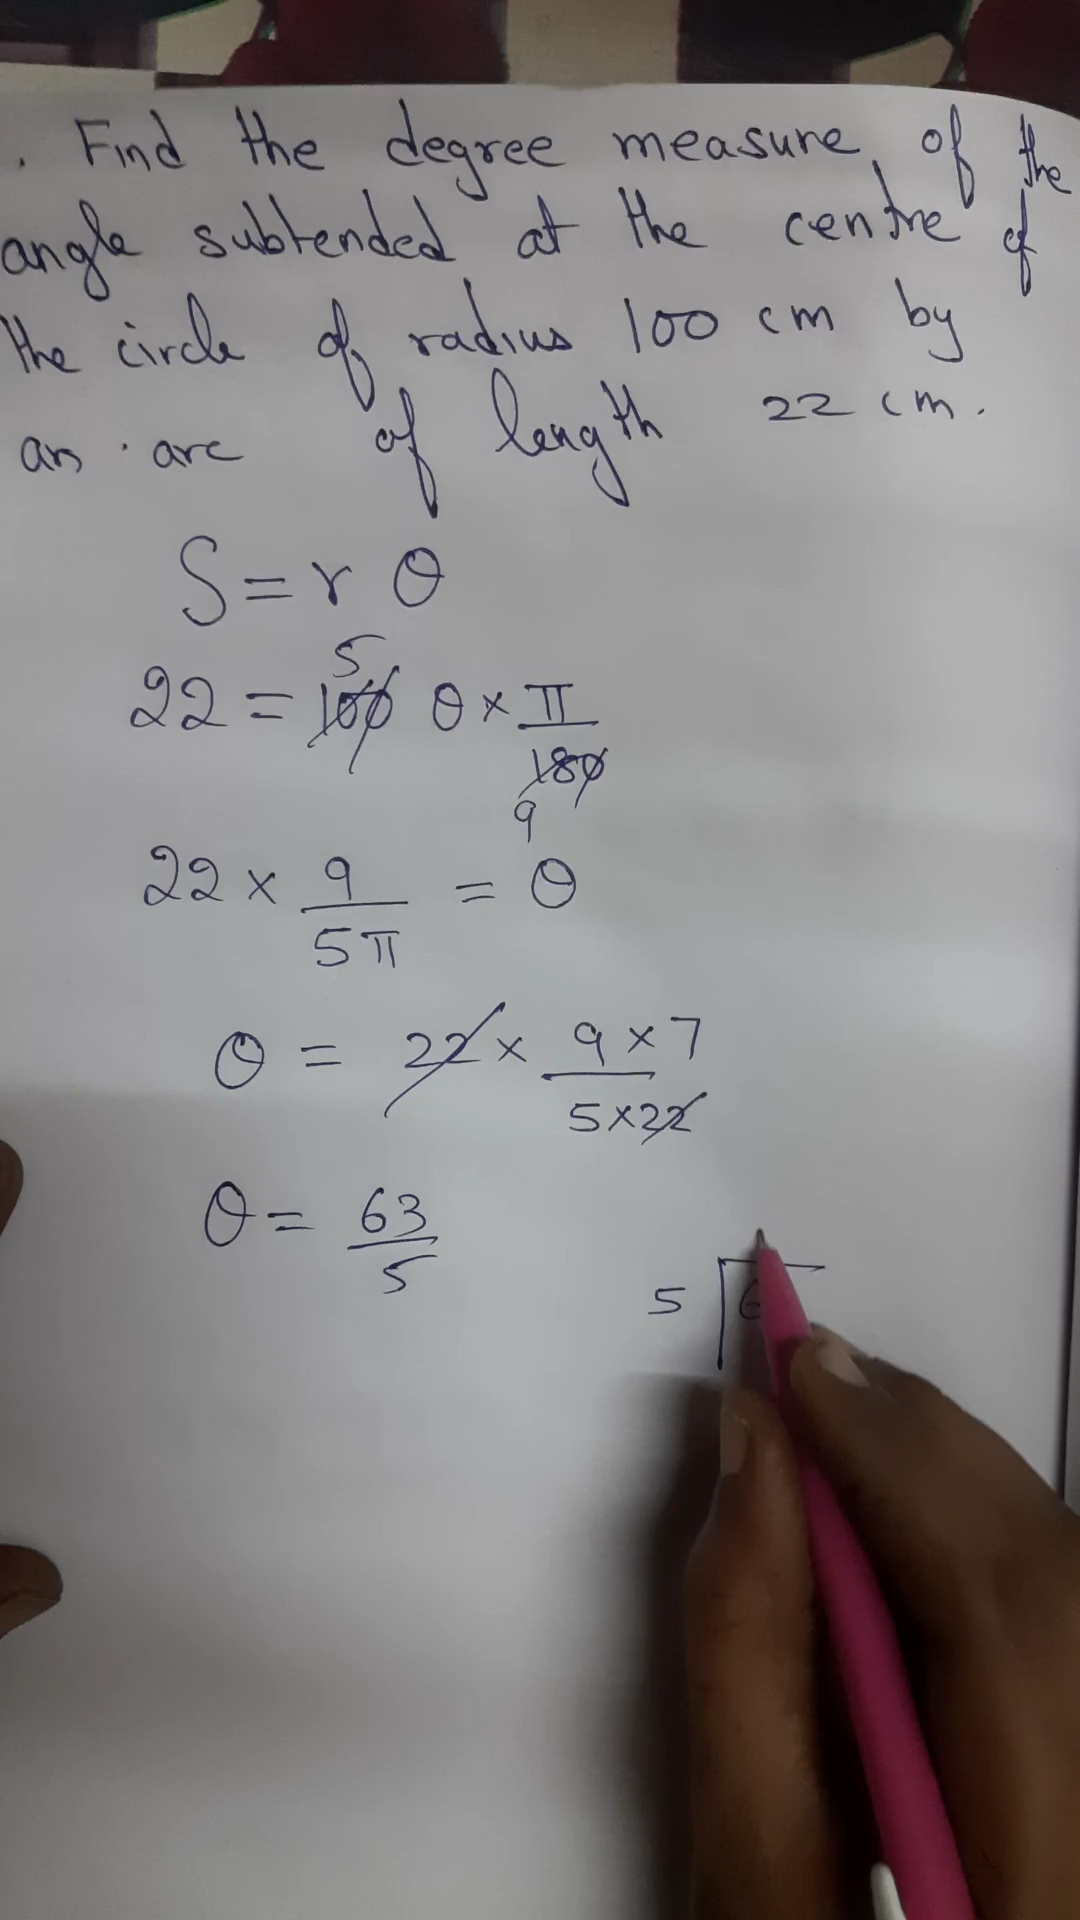 . Find the degree measure of the
angle subtended at the centre of
the circle of radius 100 cm by
an arc of length 22 cm.
S = r θ
5
22 = 100 θ × π/180
9
22 × 9/5π = θ
θ = 22 × 9×7/5×22
θ = 63/5
5